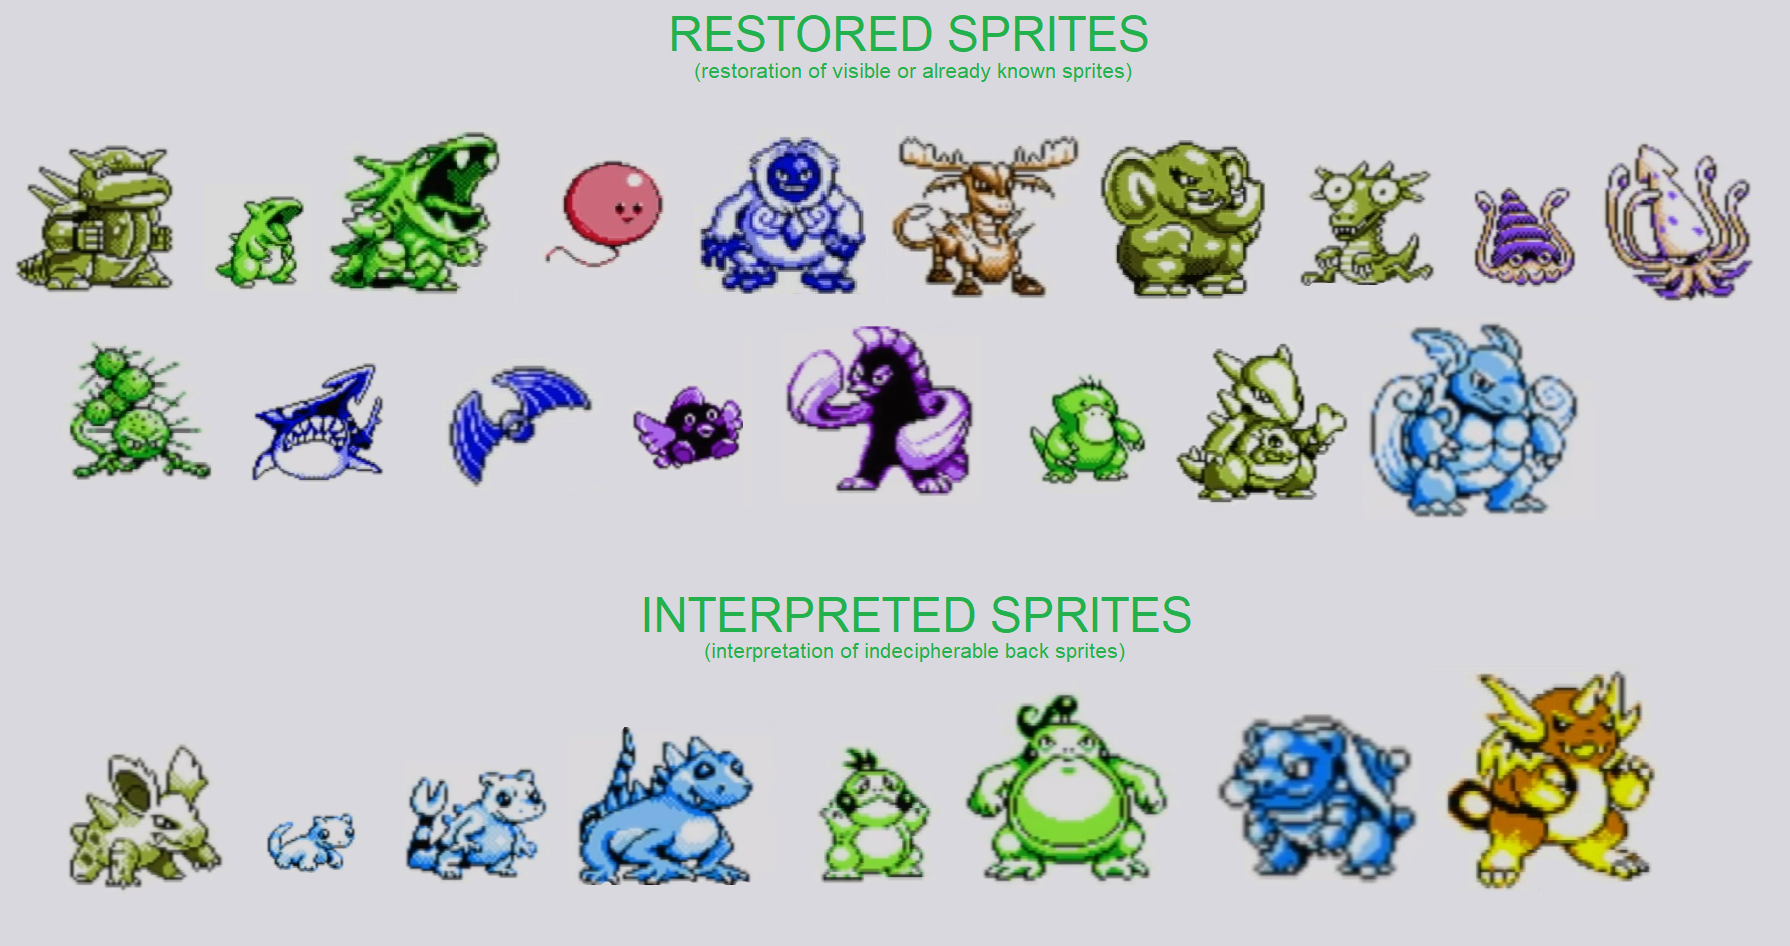 RESTORED SPRITES
(restoration of visible or already known sprites)
INTERPRETED SPRITES
(interpretation of indecipherable back sprites)